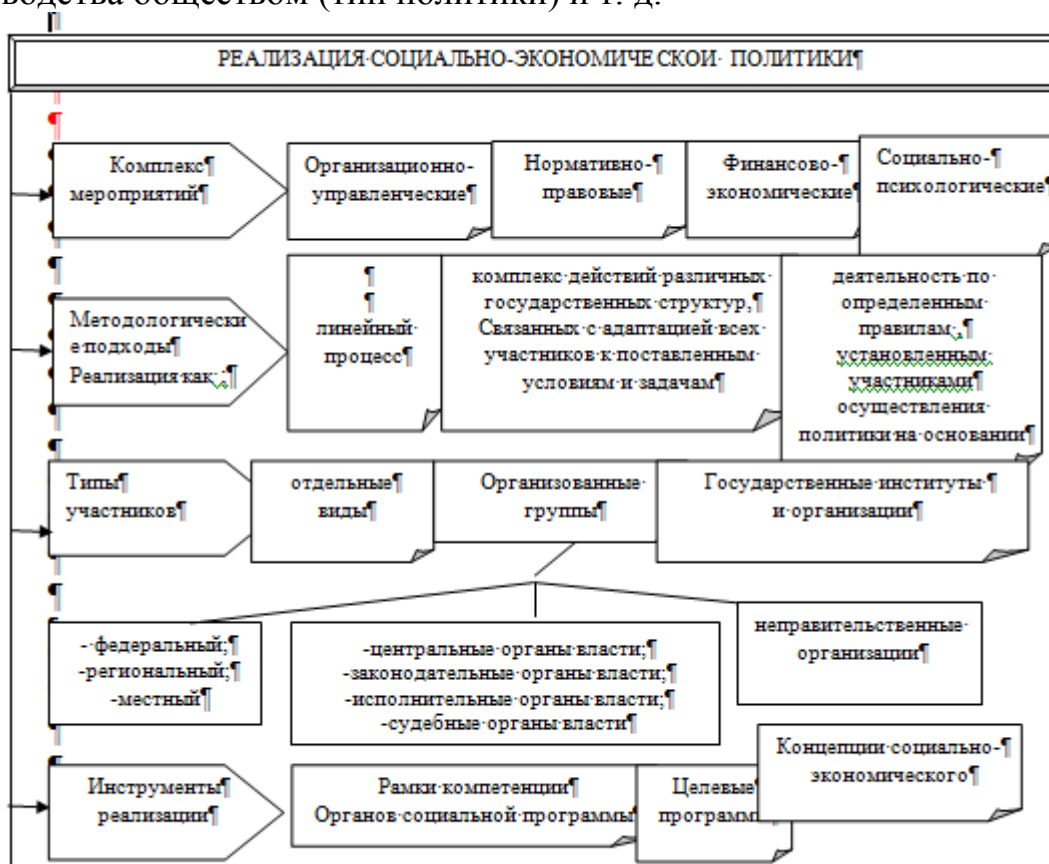 водства обществом (тип политики) и т. д.
РЕАЛИЗАЦИЯ СОЦИАЛЬНО-ЭКОНОМИЧЕСКОИ ПОЛИТИКИ¶
Комплекс¶
мероприятий¶
Организационно-
управленческие¶
Нормативно-¶
правовые¶
Финансово-¶
экономические¶
Социально-¶
психологические¶
Методологически
е подходы¶
Реализация как :¶
¶
¶
линейный
процесс¶
комплекс действий различных
государственных структур,¶
Связанных с адаптацией всех
участников к поставленным
условиям и задачам¶
деятельность по
определенным
правилам ,¶
установленным
участниками¶
осуществления
политики на основании¶
Типы¶
участников¶
отдельные¶
виды¶
Организованные
группы¶
Государственные институты ¶
и организации¶
- федеральный;¶
-региональный;¶
-местный¶
-центральные органы власти;¶
-законодательные органы власти;¶
-исполнительные органы власти;¶
-судебные органы власти¶
неправительственные
организации¶
Инструменты¶
реализации¶
Рамки компетенции¶
Органов социальной программы¶
Целевые¶
программ
Концепции социально-¶
экономического¶